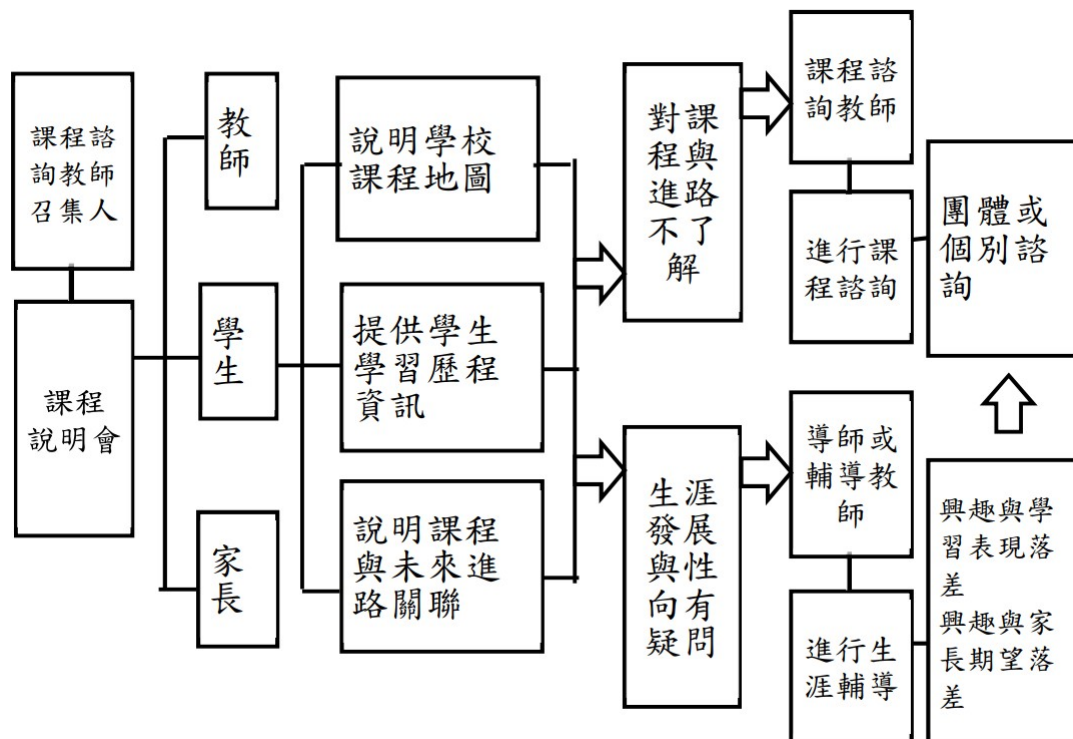 課程諮
詢教師
召集人
課程
說明會
教
師
學
生
家
長
說明學校
課程地圖
提供學生
學習歷程
資訊
說明課程
與未來進
路關聯
對課
程與
進路
不了
解
生涯
發展
與性
向有
疑問
課程諮
詢教師
進行課
程諮詢
團體或
個別諮
詢
導師或
輔導教
師
進行生
涯輔導
興趣與學
習表現落
差
興趣與家
長期望落
差